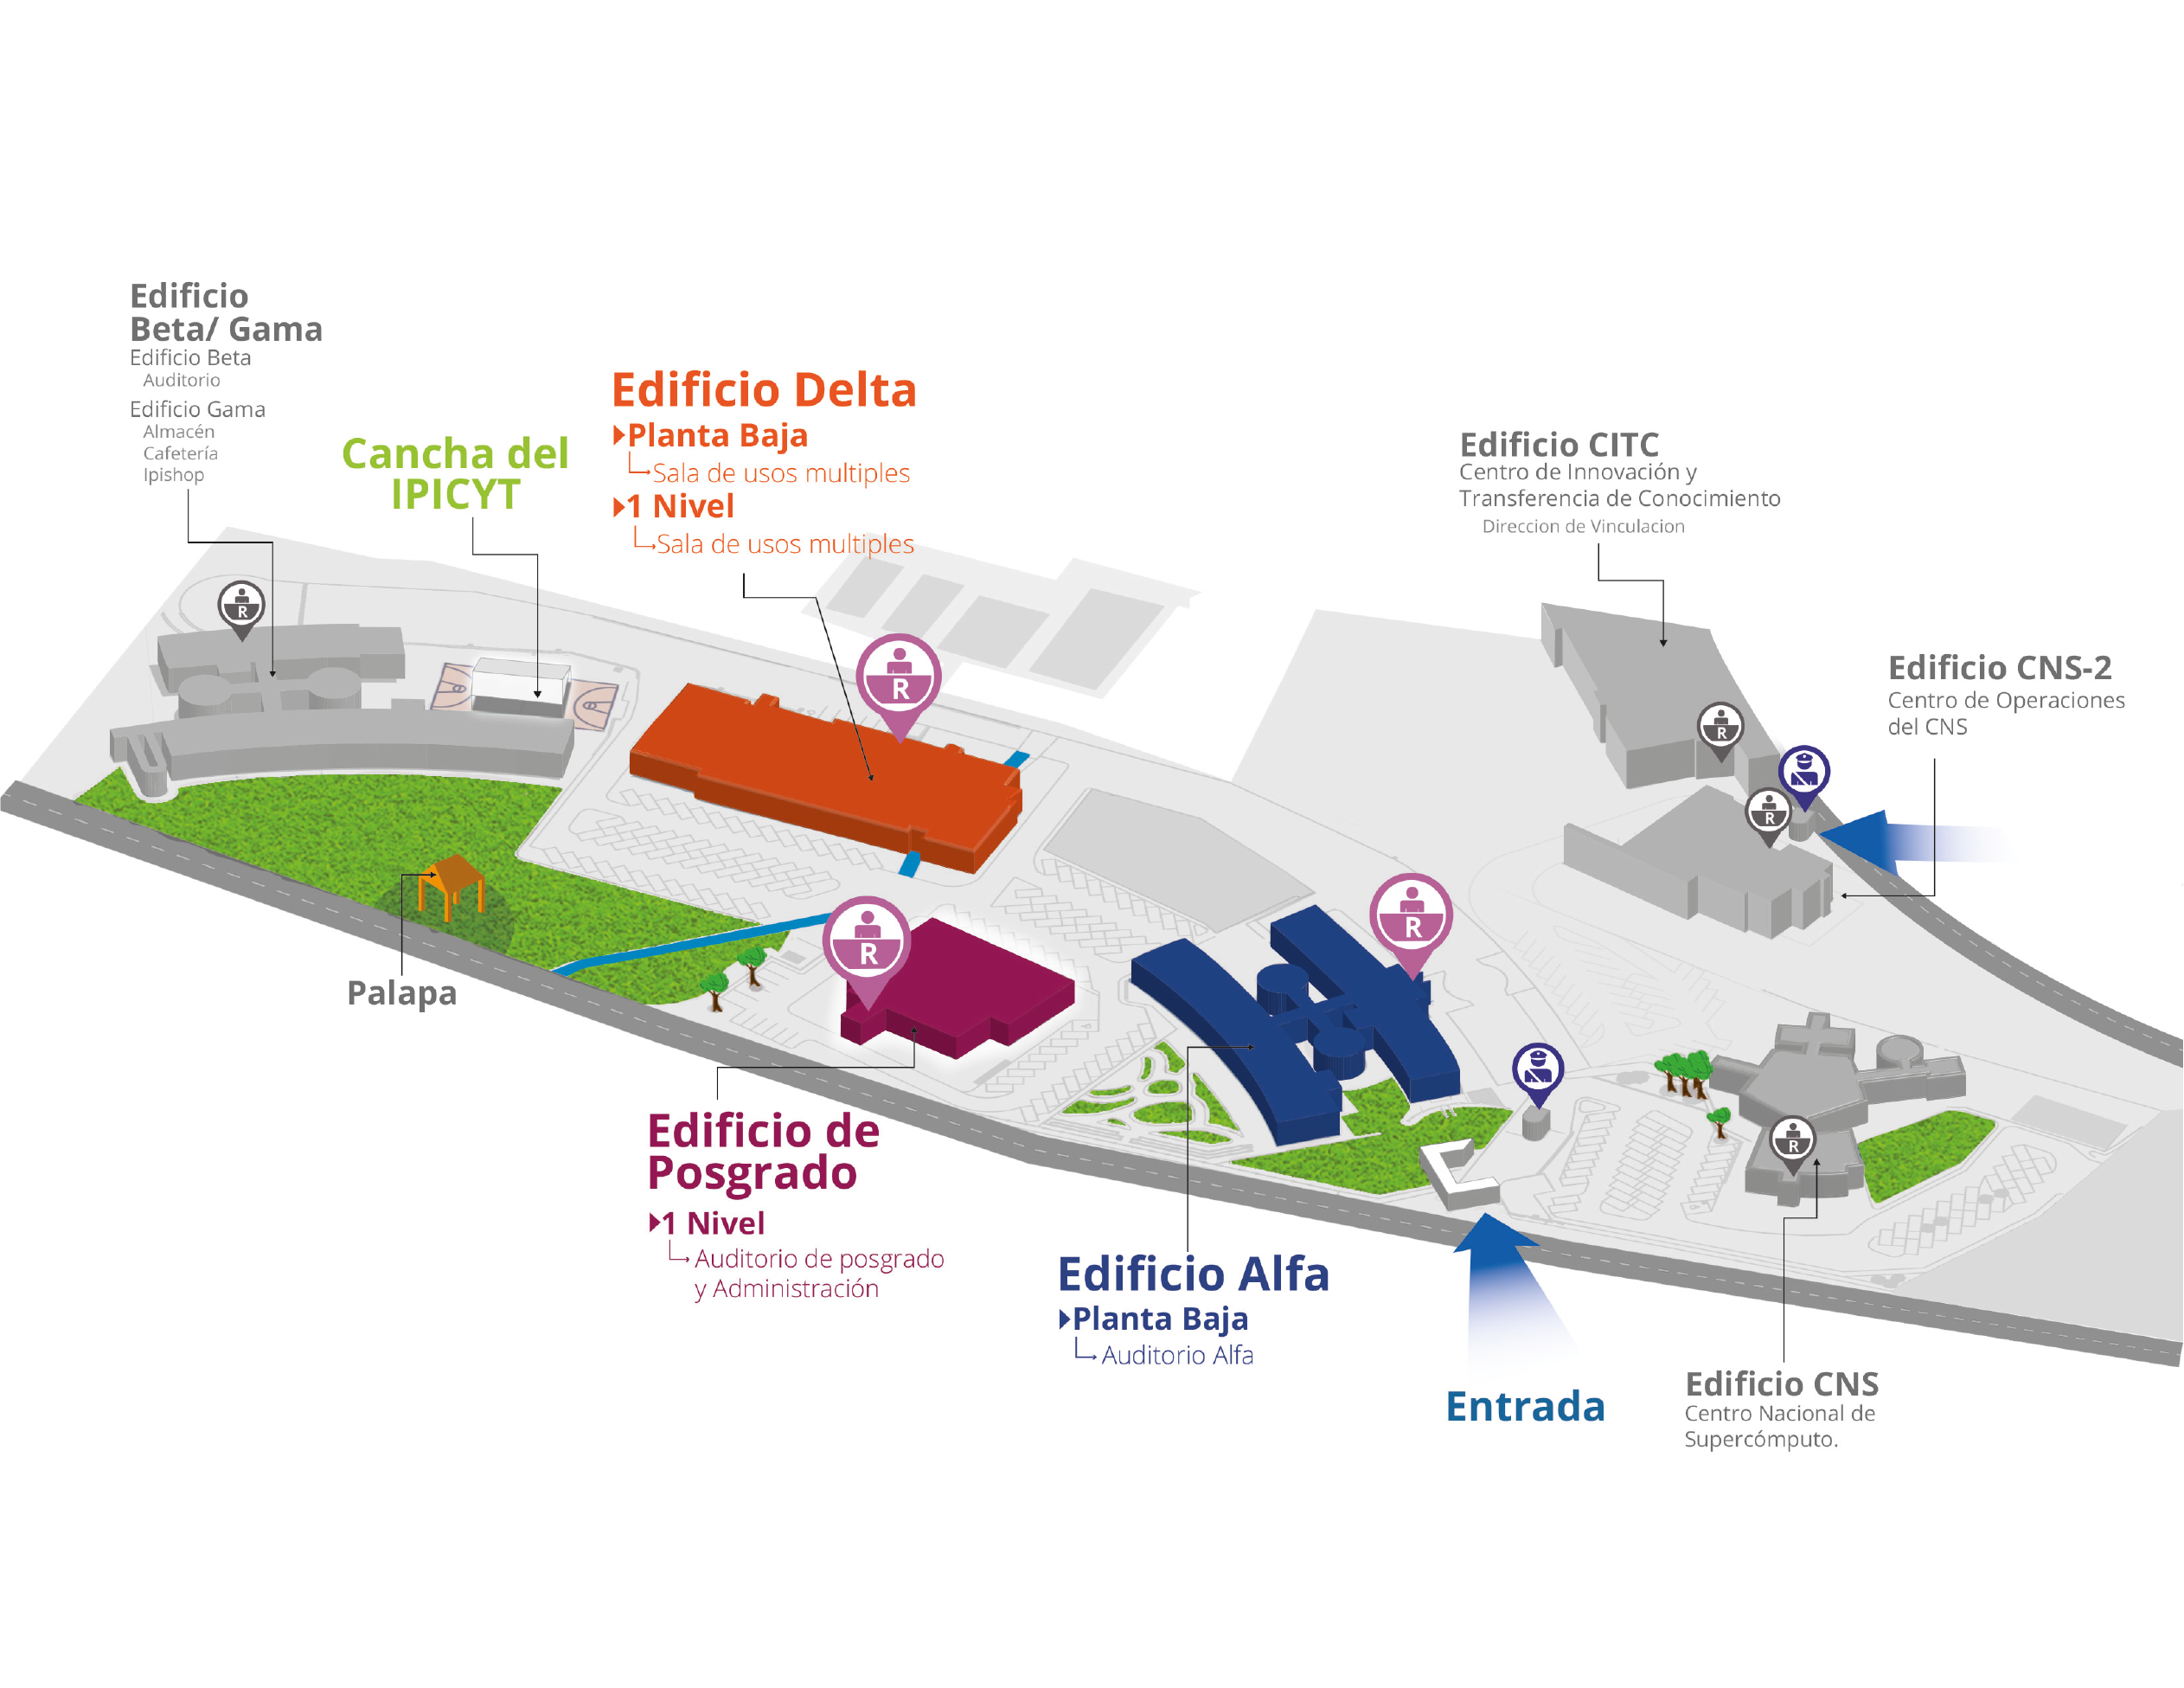 Edificio
Beta/ Gama
Edificio Beta
Auditorio
Edificio Gama
Almacén
Cafetería
Ipishop
Cancha del
IPICYT
Edificio Delta
Planta Baja
Sala de usos multiples
1 Nivel
Sala de usos multiples
Edificio CITC
Centro de Innovación y
Transferencia de Conocimiento
Direccion de Vinculacion
Edificio CNS-2
Centro de Operaciones
del CNS
R
R
R
R
R
R
R
Palapa
Edificio de
Posgrado
1 Nivel
Auditorio de posgrado
y Administración
Edificio Alfa
Planta Baja
Auditorio Alfa
Entrada
Edificio CNS
Centro Nacional de
Supercómputo.